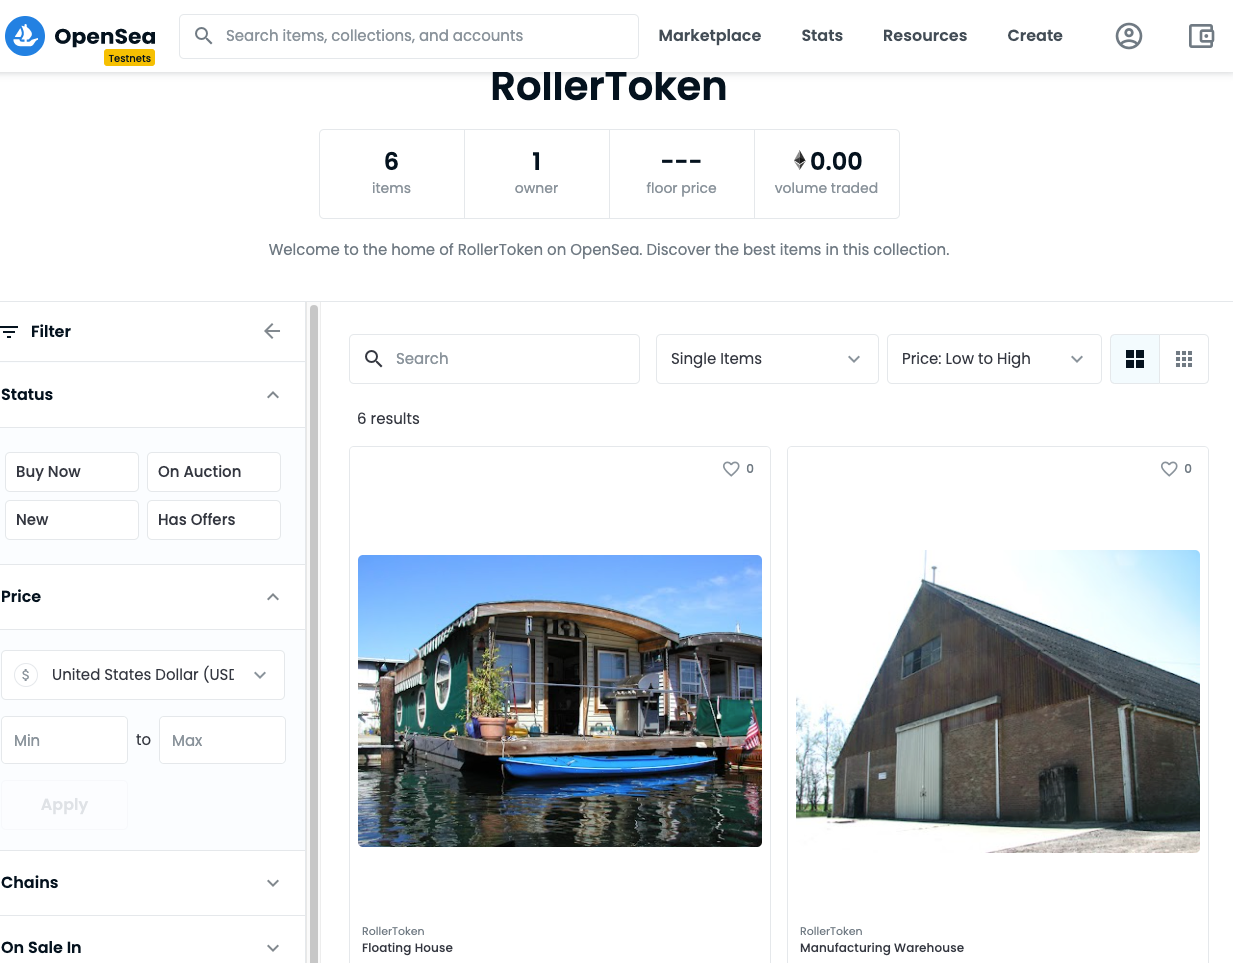 OpenSea
Testnets
Search items, collections, and accounts
Marketplace
Stats
Resources
Create
RollerToken
6
items
1
owner
---
floor price
0.00
volume traded
Welcome to the home of RollerToken on OpenSea. Discover the best items in this collection.
Filter
Status
Buy Now
On Auction
New
Has Offers
Price
$
United States Dollar (USD
Min
to
Max
Apply
Chains
On Sale In
Search
Single Items
Price: Low to High
6 results
0
0
RollerToken
Floating House
RollerToken
Manufacturing Warehouse